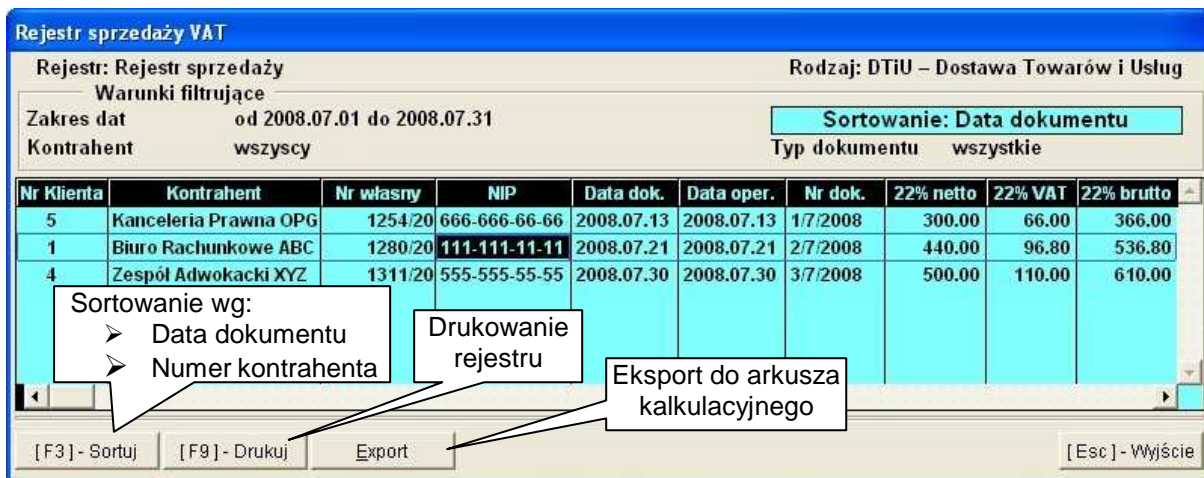 Rejestr sprzedaży VAT
Rejestr: Rejestr sprzedaży Rodzaj: DTiU – Dostawa Towarów i Usług
Warunki filtrujące
Zakres dat od 2008.07.01 do 2008.07.31 Sortowanie: Data dokumentu
Kontrahent wszyscy Typ dokumentu wszystkie
Nr Klienta Kontrahent Nr własny NIP Data dok. Data oper. Nr dok. 22% netto 22% VAT 22% brutto
5 Kanceleria Prawna OPG 1254/20 666-666-66-66 2008.07.13 2008.07.13 1/7/2008 300.00 66.00 366.00
1 Biuro Rachunkowe ABC 1280/20 111-111-11-11 2008.07.21 2008.07.21 2/7/2008 440.00 96.80 536.80
4 Zespół Adwokacki XYZ 1311/20 555-555-55-55 2008.07.30 2008.07.30 3/7/2008 500.00 110.00 610.00
Sortowanie wg:
➢ Data dokumentu
➢ Numer kontrahenta
Drukowanie
rejestru
Eksport do arkusza
kalkulacyjnego
[ F3 ] - Sortuj [ F9 ] - Drukuj Export [ Esc ] - Wyjście